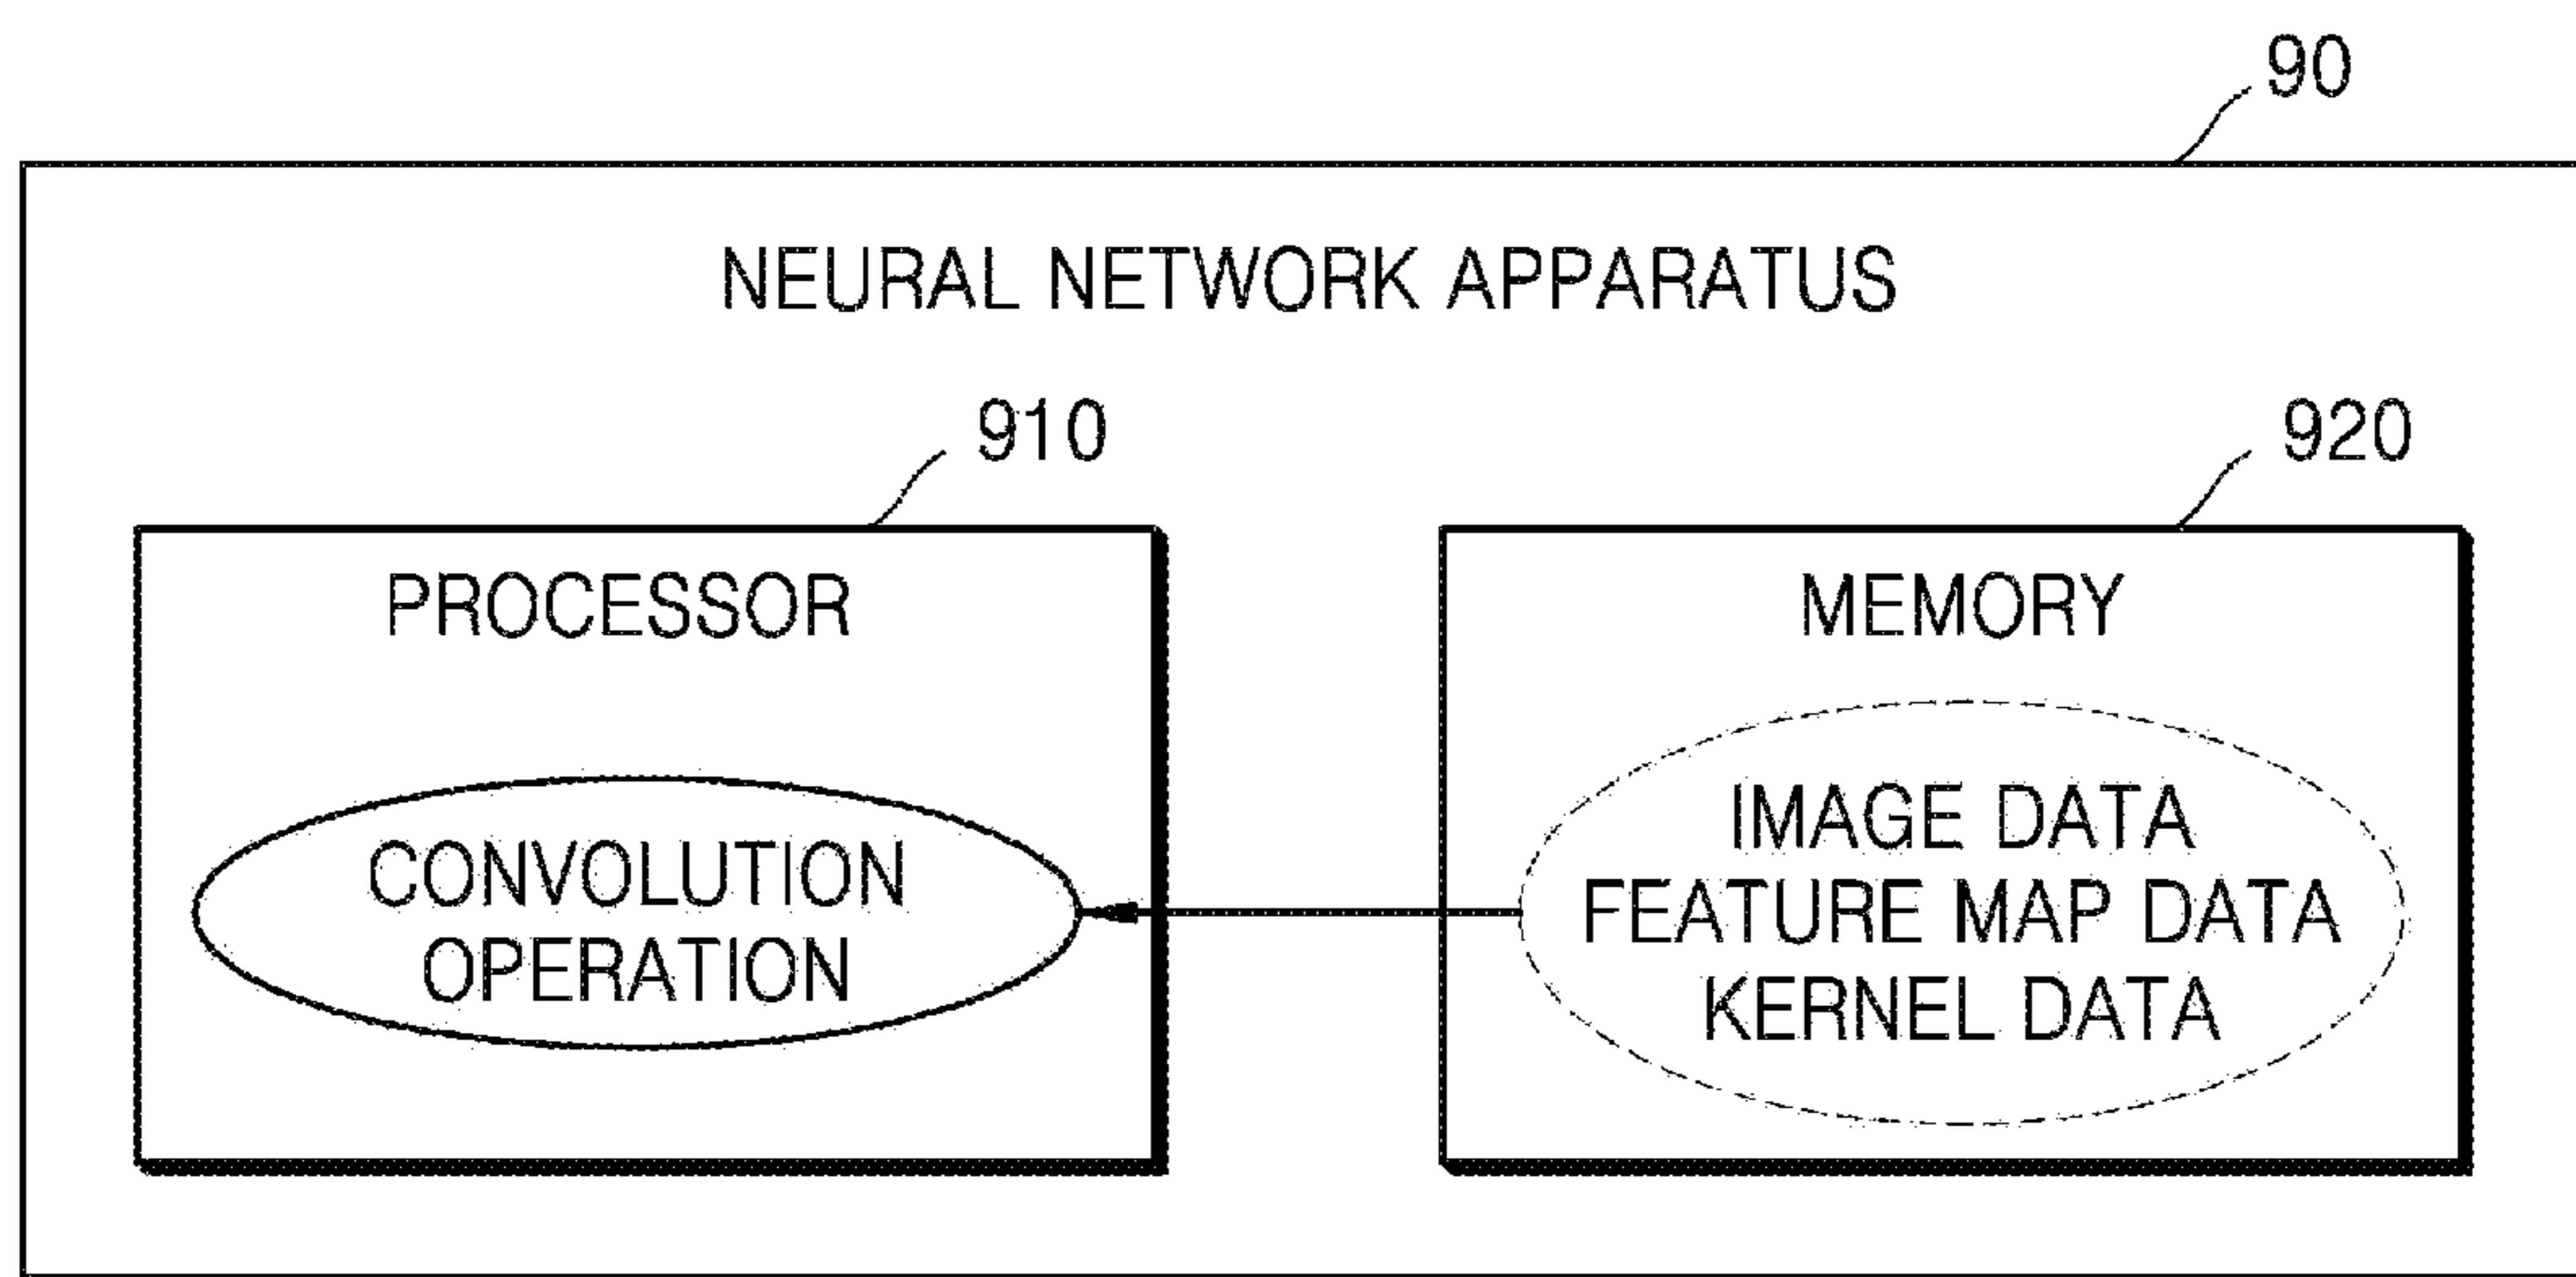 90
NEURAL NETWORK APPARATUS
910
920
PROCESSOR
MEMORY
CONVOLUTION
OPERATION
IMAGE DATA
FEATURE MAP DATA
KERNEL DATA